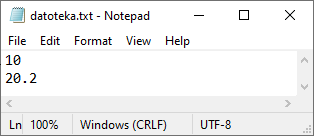 datoteka.txt - Notepad
File Edit Format View Help
10
20.2
Ln 100% Windows (CRLF) UTF-8